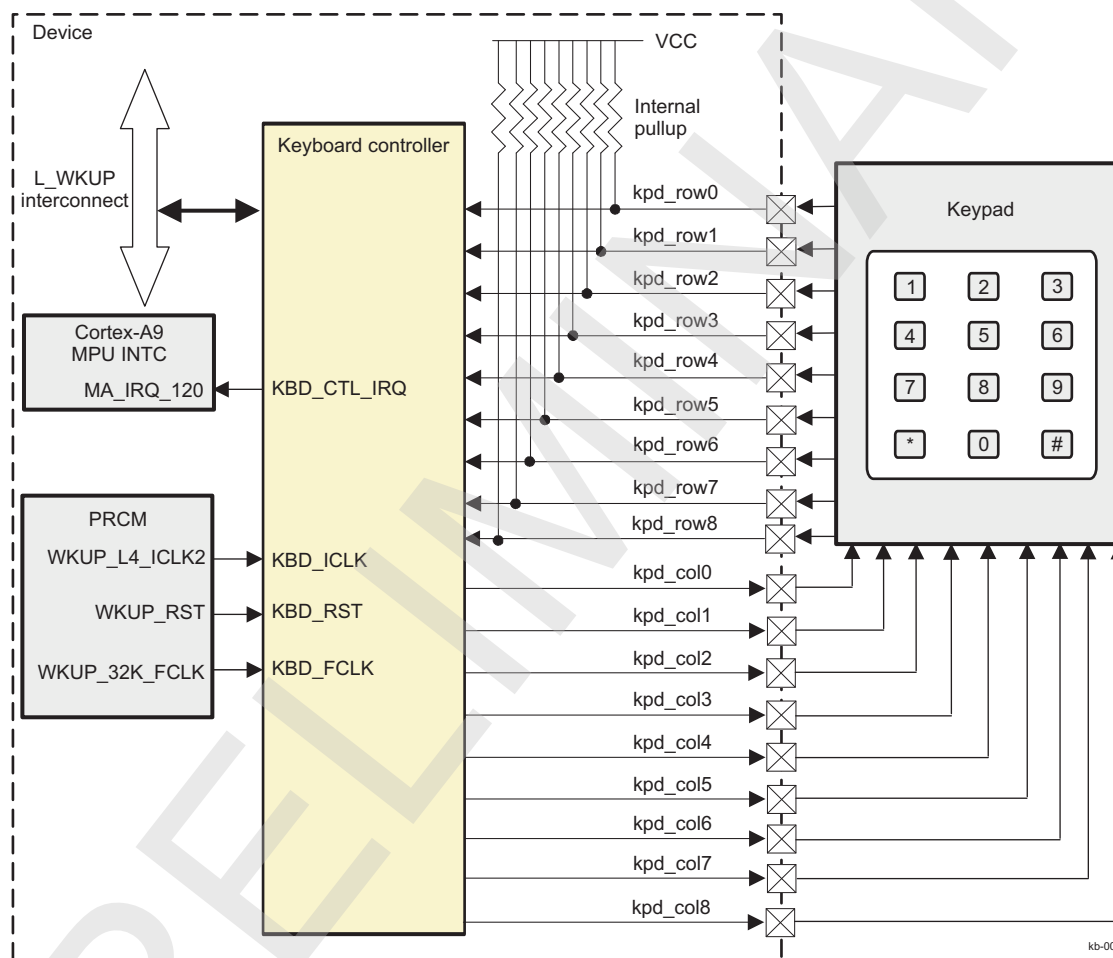 Device
VCC
Internal
pullup
Keyboard controller
L_WKUP
interconnect
kpd_row0
kpd_row1
kpd_row2
kpd_row3
kpd_row4
kpd_row5
kpd_row6
kpd_row7
kpd_row8
Keypad
1 2 3
4 5 6
7 8 9
* 0 #
Cortex-A9
MPU INTC
MA_IRQ_120
KBD_CTL_IRQ
PRCM
WKUP_L4_ICLK2
KBD_ICLK
WKUP_RST
KBD_RST
WKUP_32K_FCLK
KBD_FCLK
kpd_col0
kpd_col1
kpd_col2
kpd_col3
kpd_col4
kpd_col5
kpd_col6
kpd_col7
kpd_col8
RELIMINA